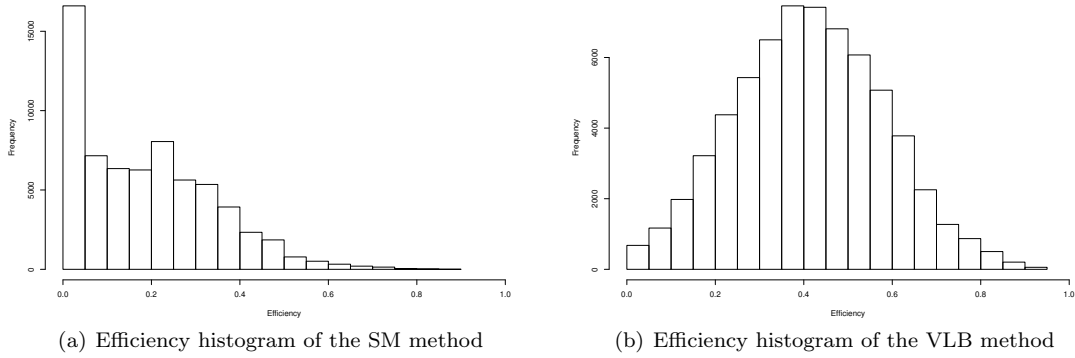 Frequency
15000
10000
5000
0
0.0 0.2 0.4 0.6 0.8 1.0
Efficiency
(a) Efficiency histogram of the SM method
Frequency
6000
4000
2000
0
0.0 0.2 0.4 0.6 0.8 1.0
Efficiency
(b) Efficiency histogram of the VLB method